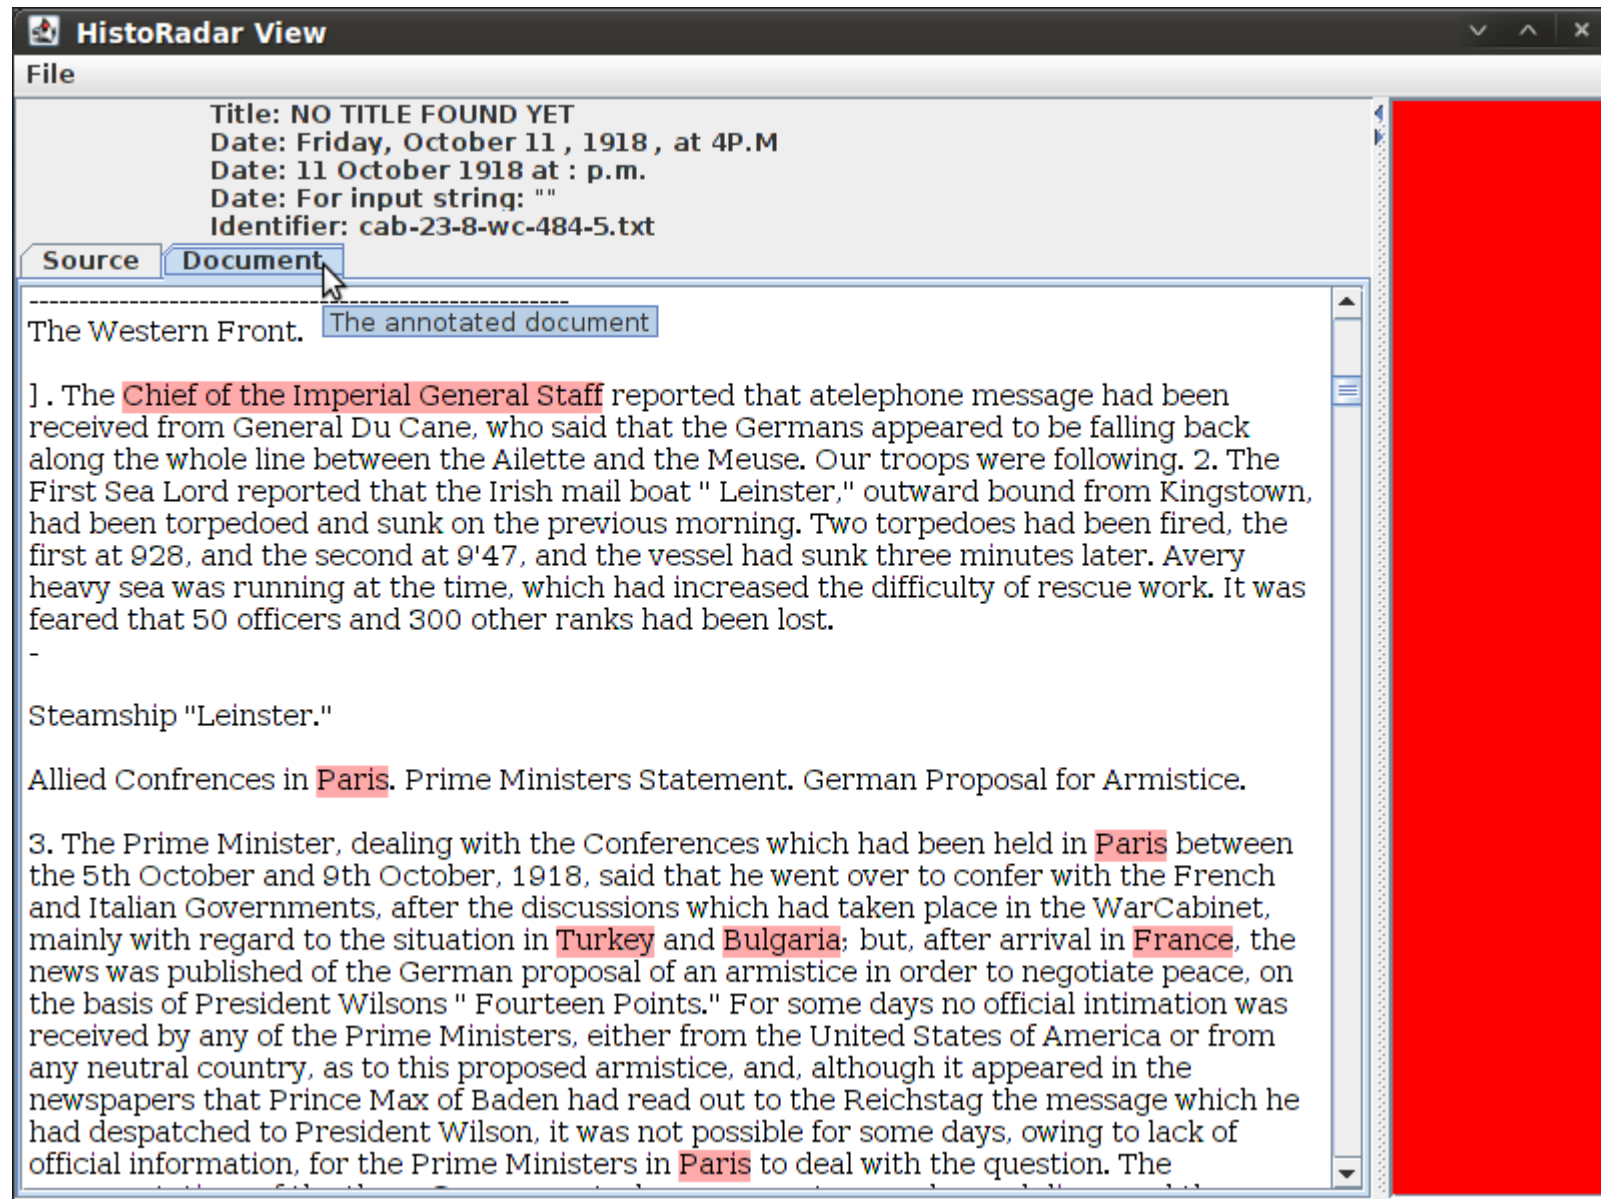 HistoRadar View
File
Title: NO TITLE FOUND YET
Date: Friday, October 11 , 1918 , at 4P.M
Date: 11 October 1918 at : p.m.
Date: For input string: ""
Identifier: cab-23-8-wc-484-5.txt
Source Document
------------------------------------------------------
The annotated document
The Western Front.
] . The Chief of the Imperial General Staff reported that atelephone message had been
received from General Du Cane, who said that the Germans appeared to be falling back
along the whole line between the Ailette and the Meuse. Our troops were following. 2. The
First Sea Lord reported that the Irish mail boat " Leinster," outward bound from Kingstown,
had been torpedoed and sunk on the previous morning. Two torpedoes had been fired, the
first at 928, and the second at 9'47, and the vessel had sunk three minutes later. Avery
heavy sea was running at the time, which had increased the difficulty of rescue work. It was
feared that 50 officers and 300 other ranks had been lost.
-
Steamship "Leinster."
Allied Confrences in Paris. Prime Ministers Statement. German Proposal for Armistice.
3. The Prime Minister, dealing with the Conferences which had been held in Paris between
the 5th October and 9th October, 1918, said that he went over to confer with the French
and Italian Governments, after the discussions which had taken place in the WarCabinet,
mainly with regard to the situation in Turkey and Bulgaria; but, after arrival in France, the
news was published of the German proposal of an armistice in order to negotiate peace, on
the basis of President Wilsons " Fourteen Points." For some days no official intimation was
received by any of the Prime Ministers, either from the United States of America or from
any neutral country, as to this proposed armistice, and, although it appeared in the
newspapers that Prince Max of Baden had read out to the Reichstag the message which he
had despatched to President Wilson, it was not possible for some days, owing to lack of
official information, for the Prime Ministers in Paris to deal with the question. The